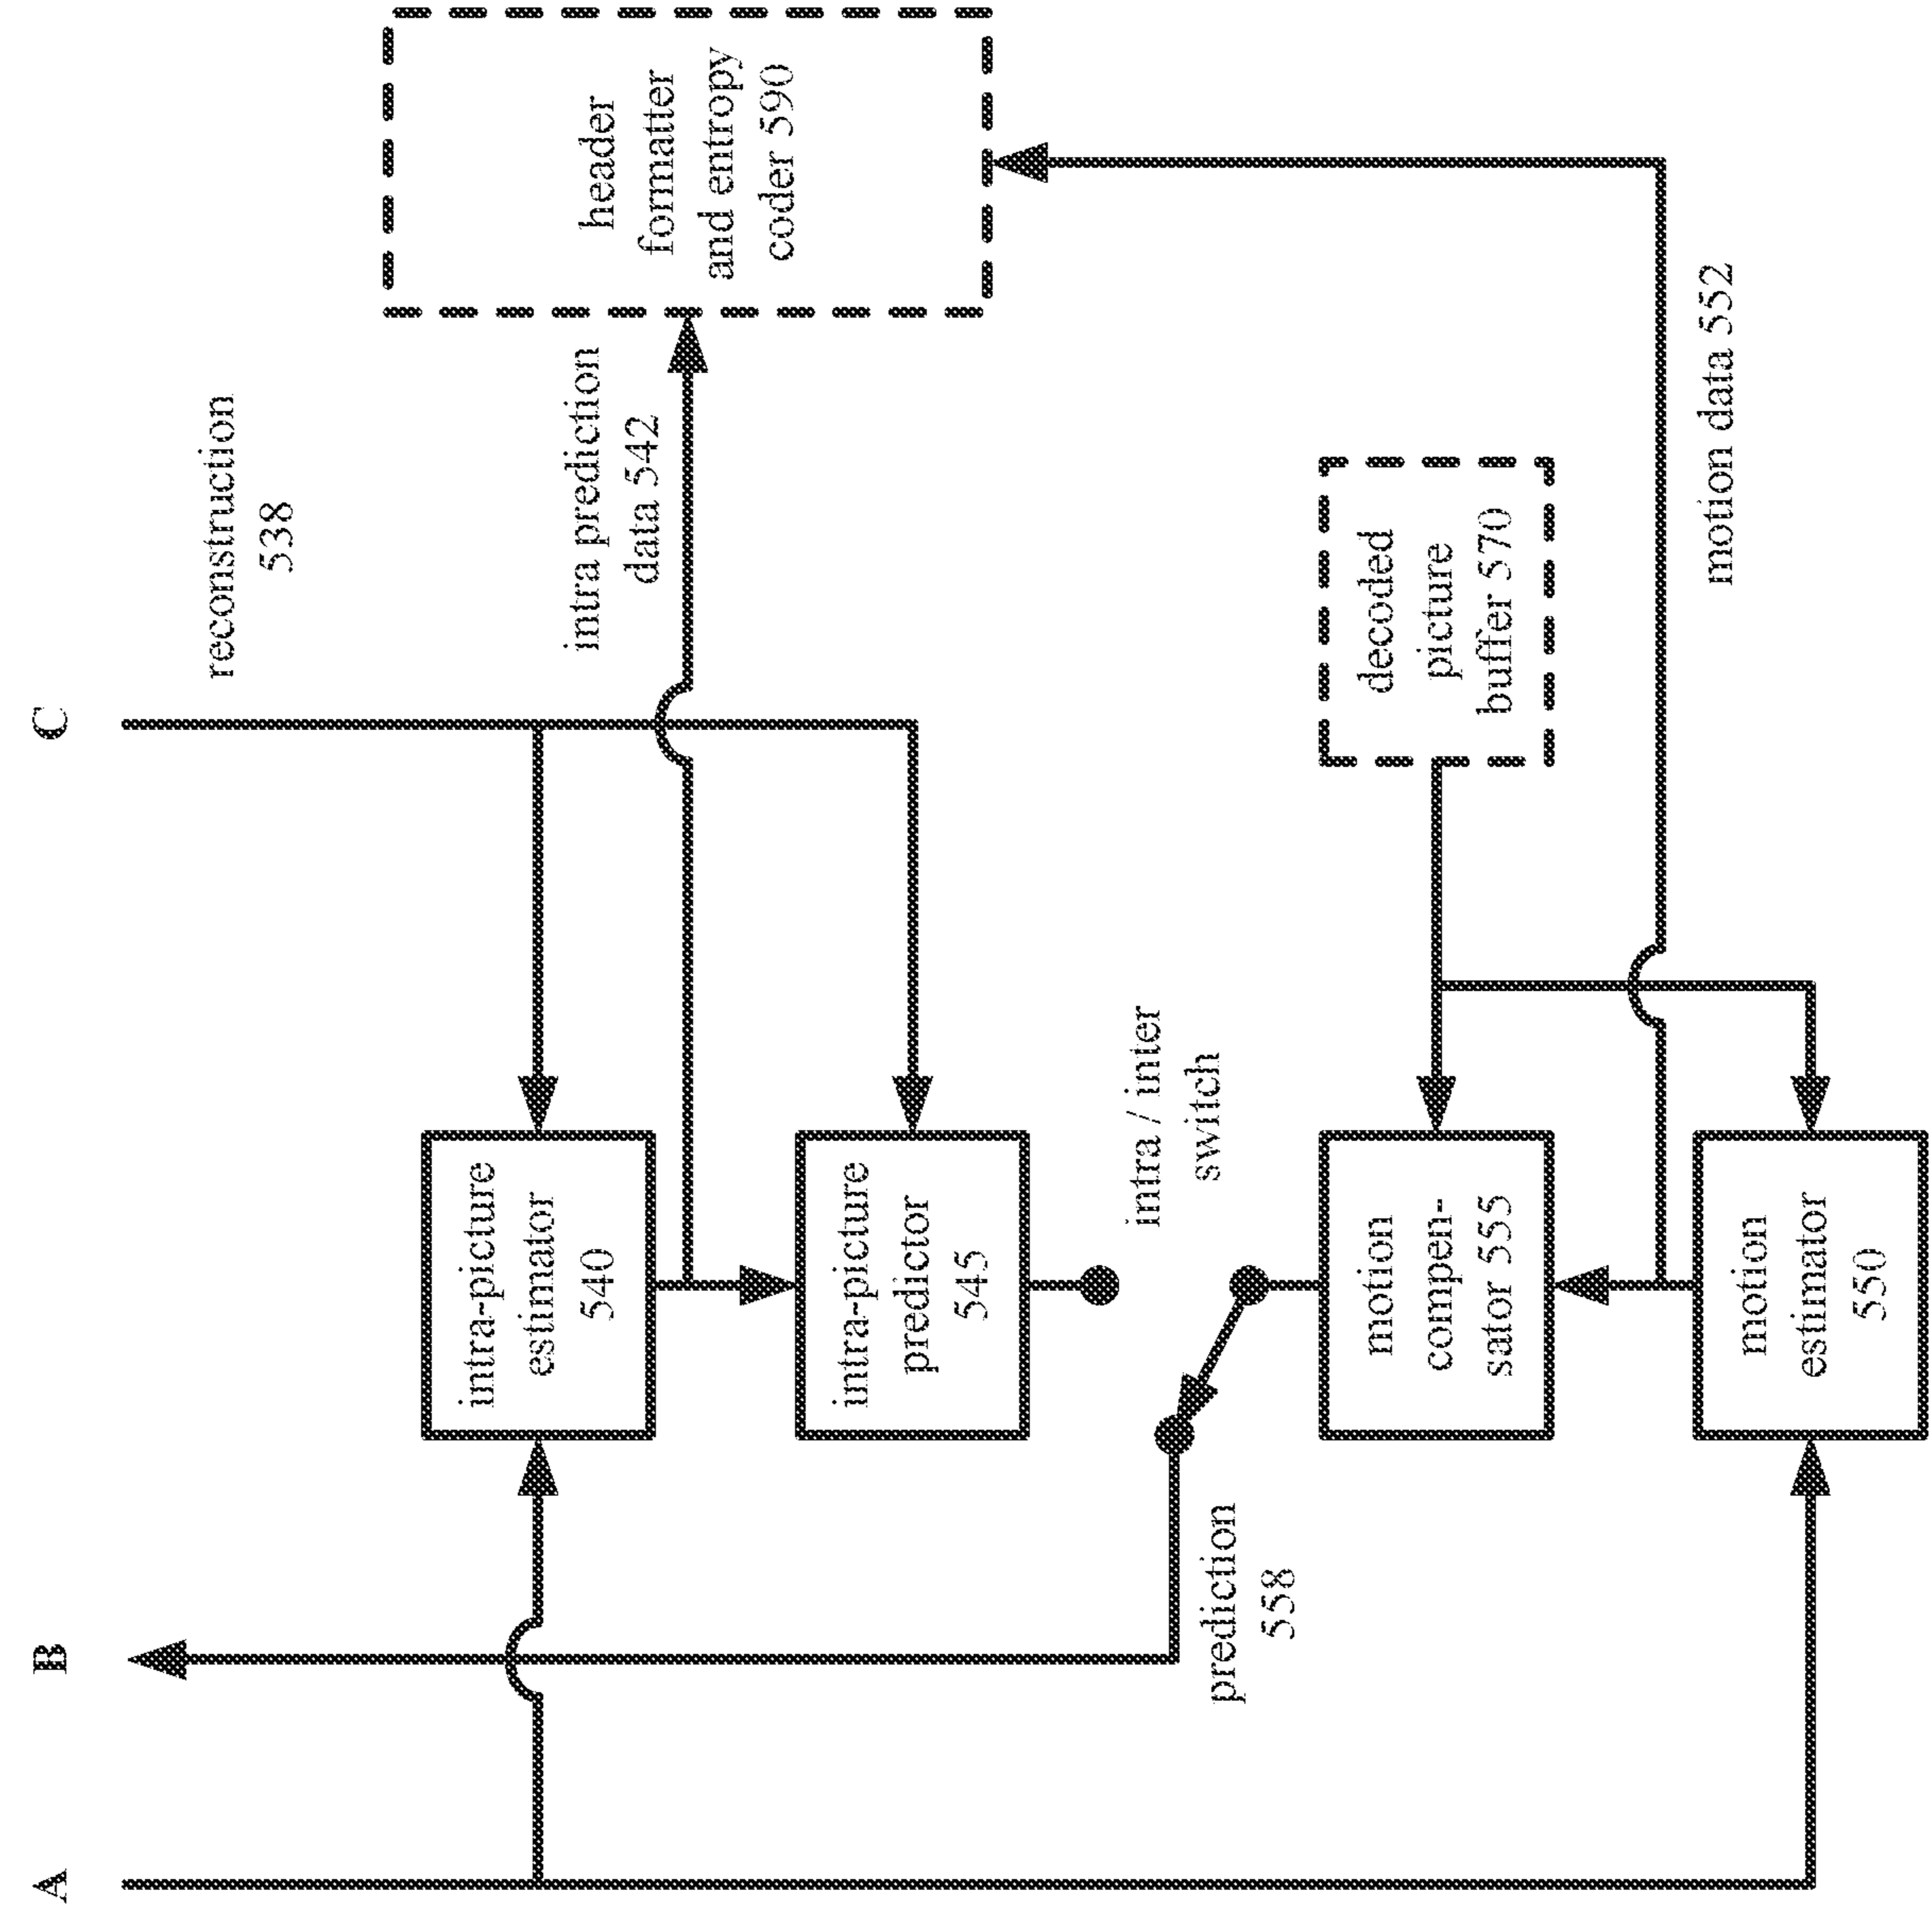 A
B
C
reconstruction
538
intra-picture
estimator
540
intra prediction
data 542
header
formatter
and entropy
coder 590
intra-picture
predictor
545
intra / inter
switch
prediction
558
motion
compen-
sator 555
decoded
picture
buffer 570
motion
estimator
550
motion data 552